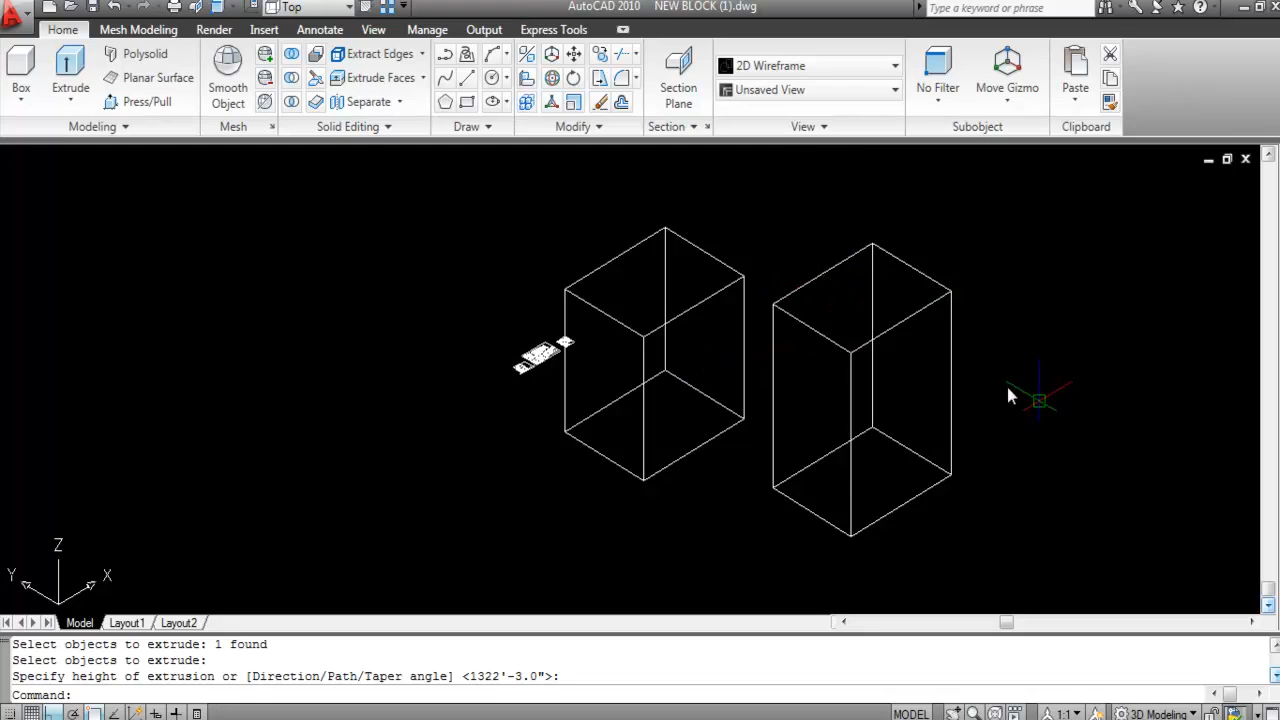 Top AutoCAD 2010 NEW BLOCK (1).dwg Type a keyword or phrase
Home Mesh Modeling Render Insert Annotate View Manage Output Express Tools
Polysolid
Planar Surface
Press/Pull
Box
Extrude
Smooth Object
Extract Edges
Extrude Faces
Separate
Section Plane
2D Wireframe
Unsaved View
No Filter
Move Gizmo
Paste
Modeling Mesh Solid Editing Draw Modify Section View Subobject Clipboard
Z
Y
X
Model Layout1 Layout2
Select objects to extrude: 1 found
Select objects to extrude:
Specify height of extrusion or [Direction/Path/Taper angle] <1322'-3.0">:
Command:
MODEL 1:1 3D Modeling